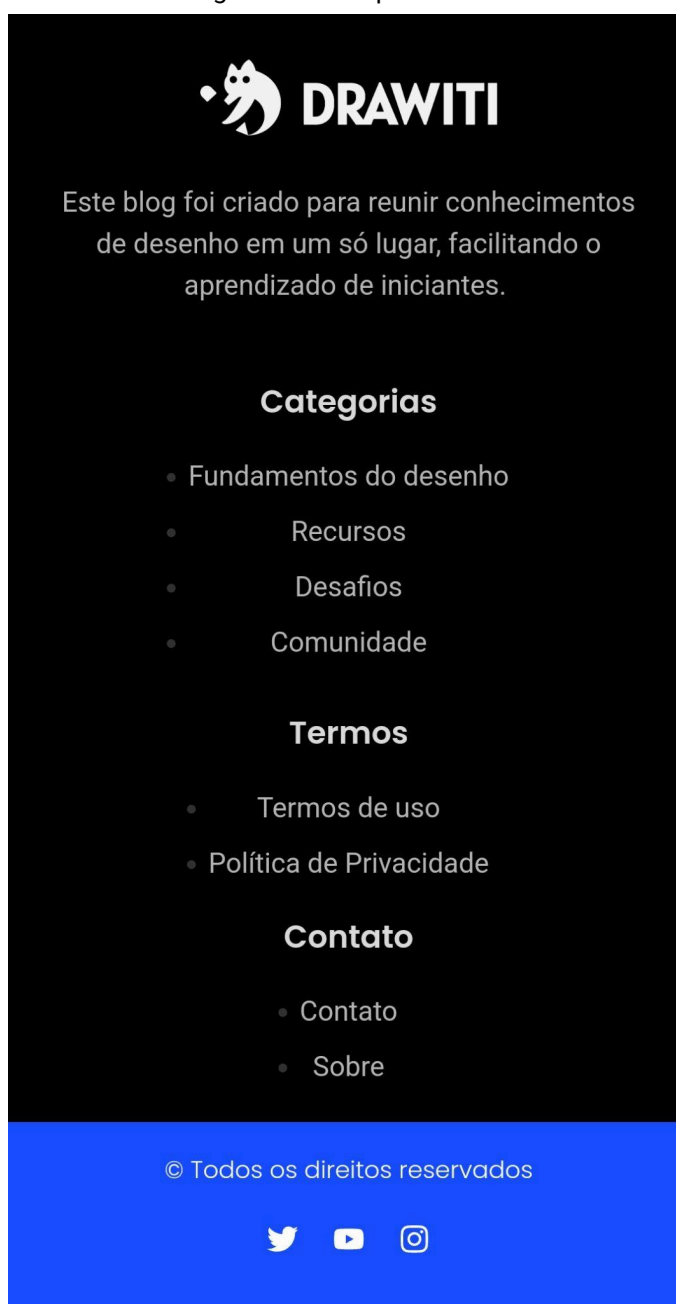 DRAWITI
Este blog foi criado para reunir conhecimentos
de desenho em um só lugar, facilitando o
aprendizado de iniciantes.
Categorias
• Fundamentos do desenho
• Recursos
• Desafios
• Comunidade
Termos
• Termos de uso
• Política de Privacidade
Contato
• Contato
• Sobre
© Todos os direitos reservados